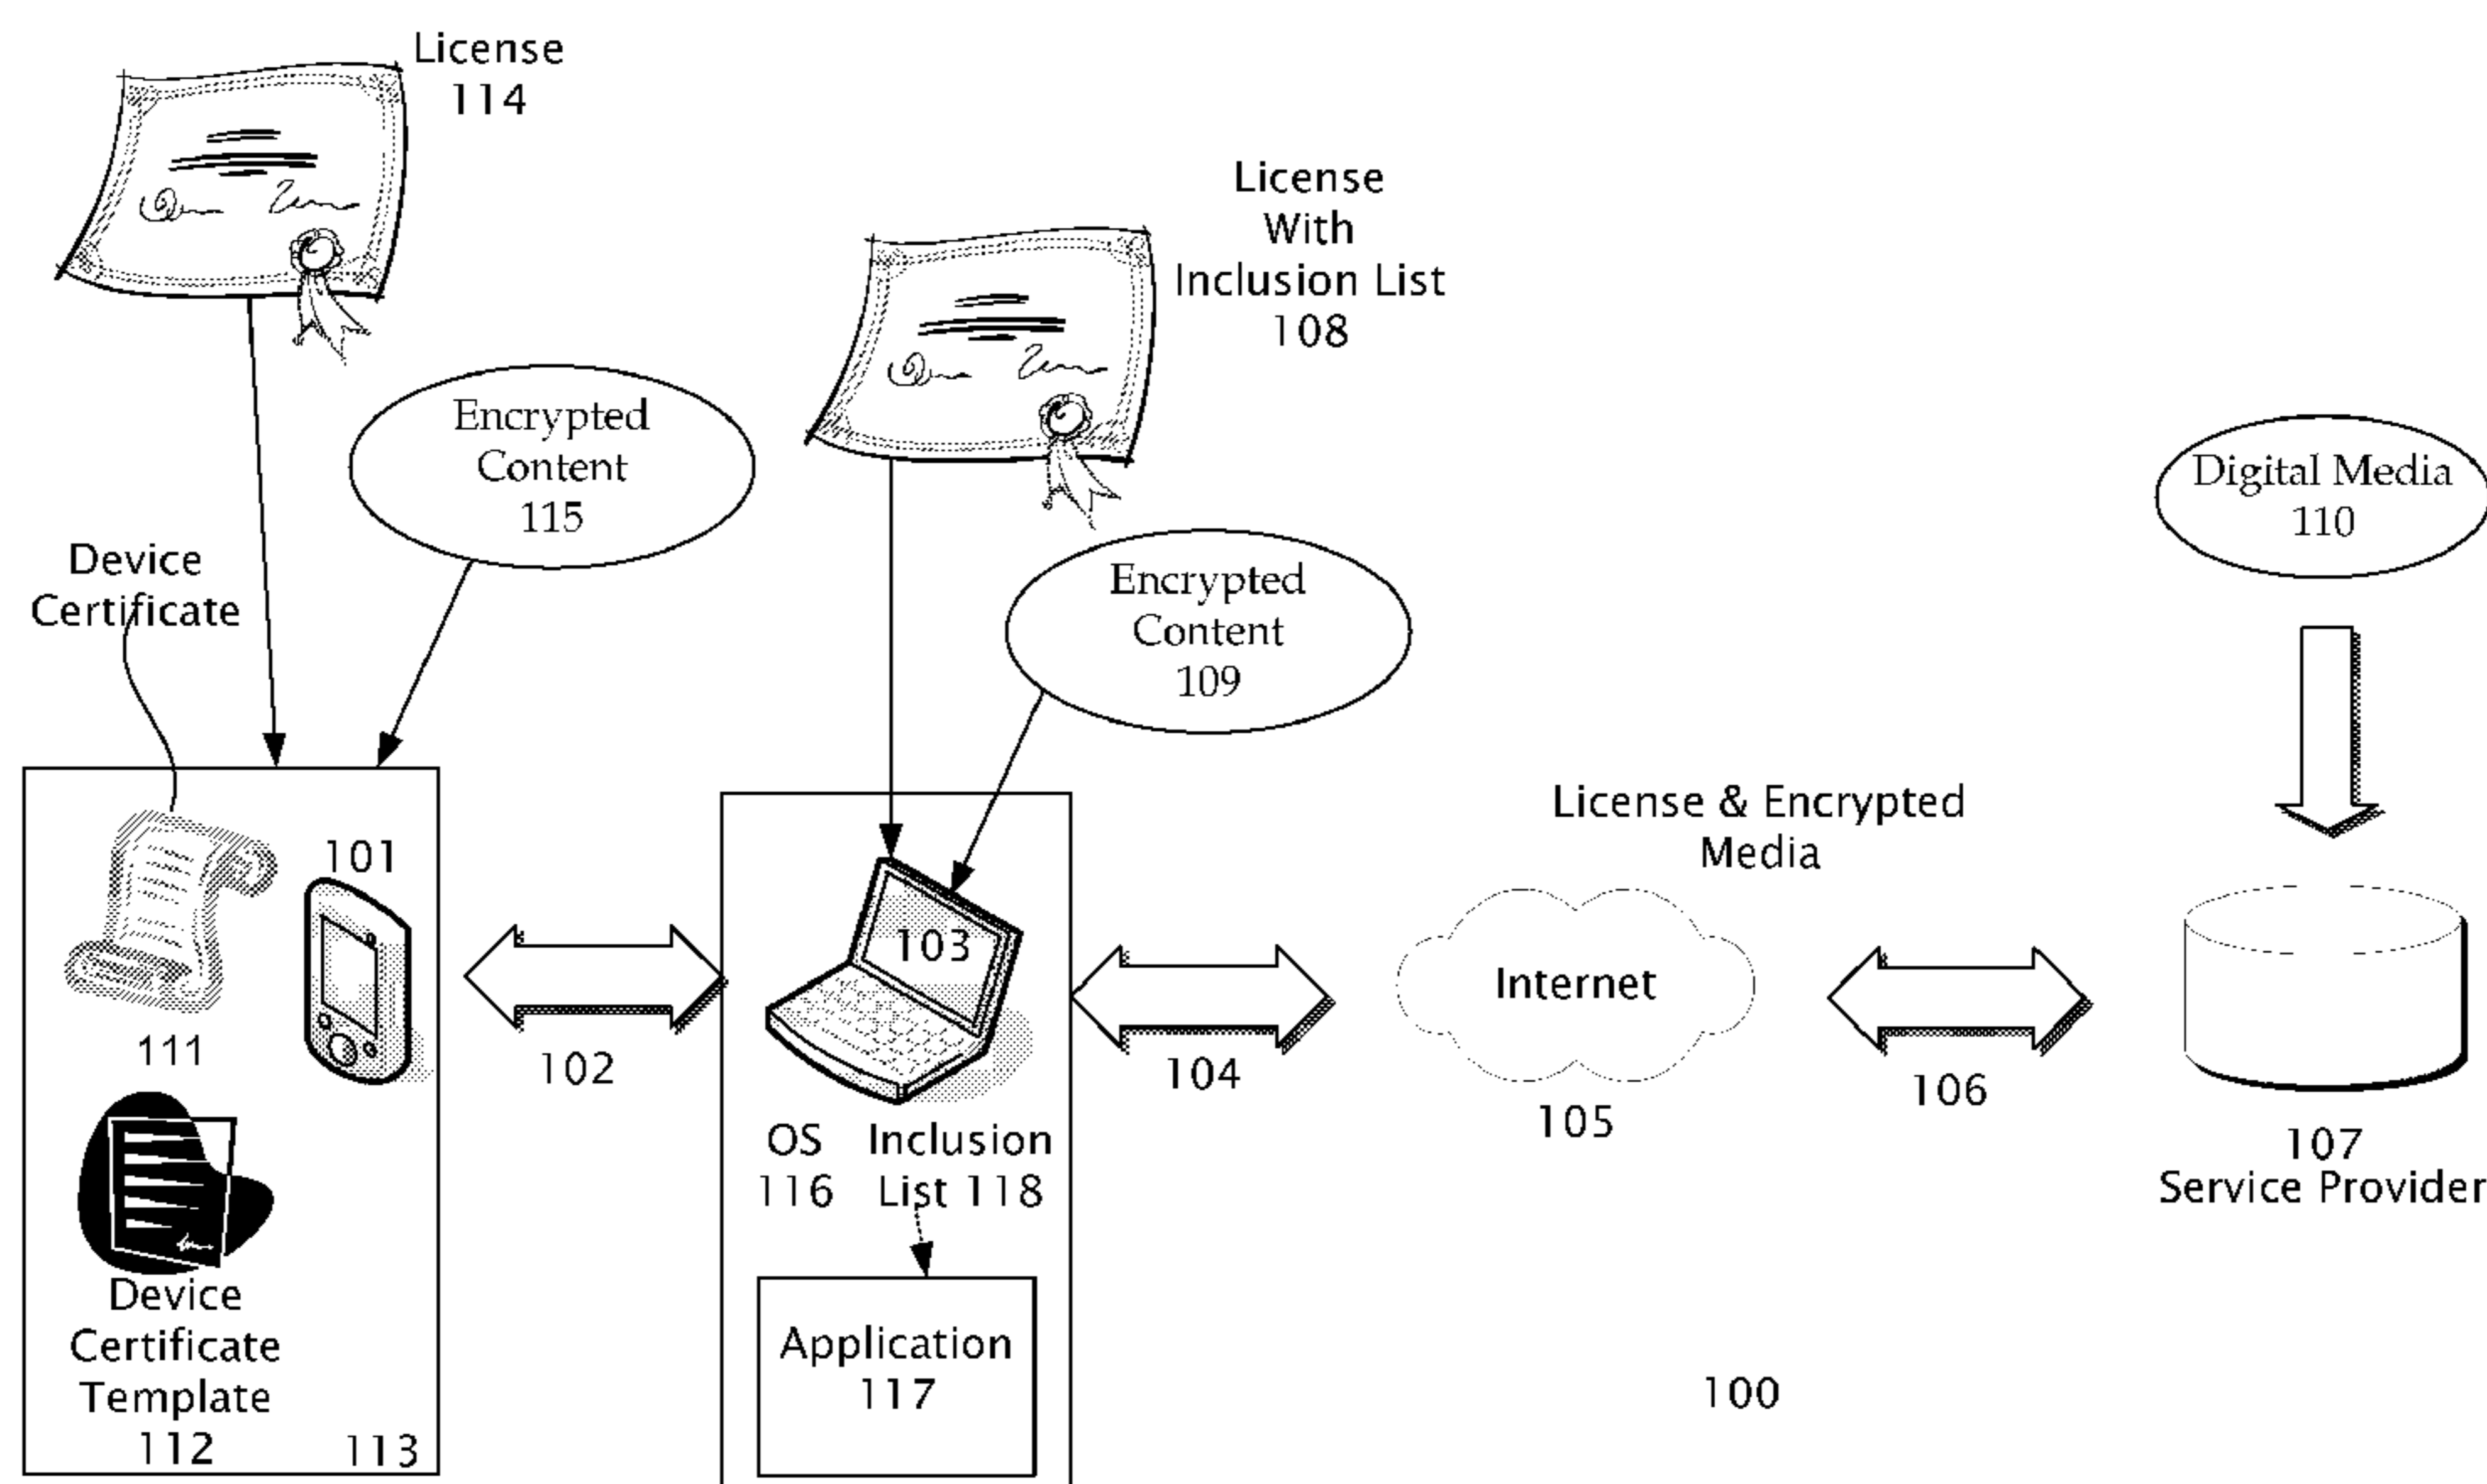 License
114
License
With
Inclusion List
108
Encrypted
Content
115
Digital Media
110
Device
Certificate
Encrypted
Content
109
License & Encrypted
Media
101
103
Internet
111
102
104
106
105
107
Service Provider
OS
116
Inclusion
List 118
Device
Certificate
Template
112
113
Application
117
100